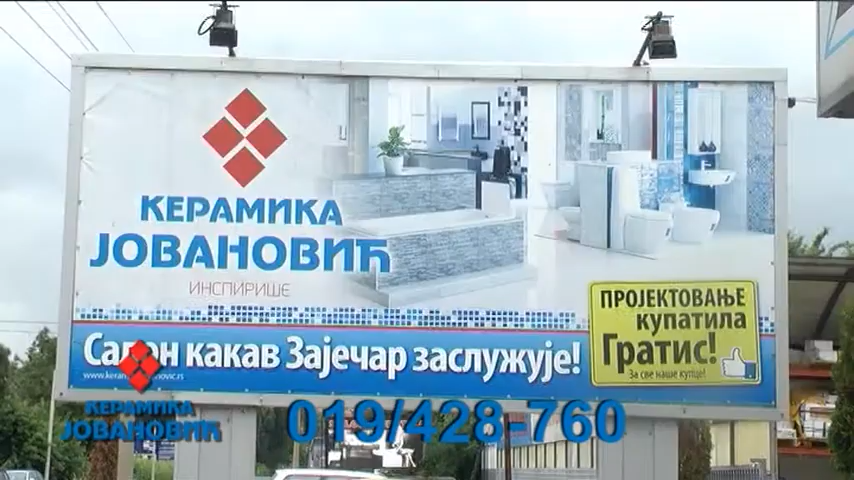 КЕРАМИКА
ЈОВАНОВИЋ
ИНСПИРИШЕ
ПРОЈЕКТОВАЊЕ
купатила
Гратис!
За све наше купце!
Салон какав Зајечар заслужује!
КЕРАМИКА
ЈОВАНОВИЋ
019/428-760